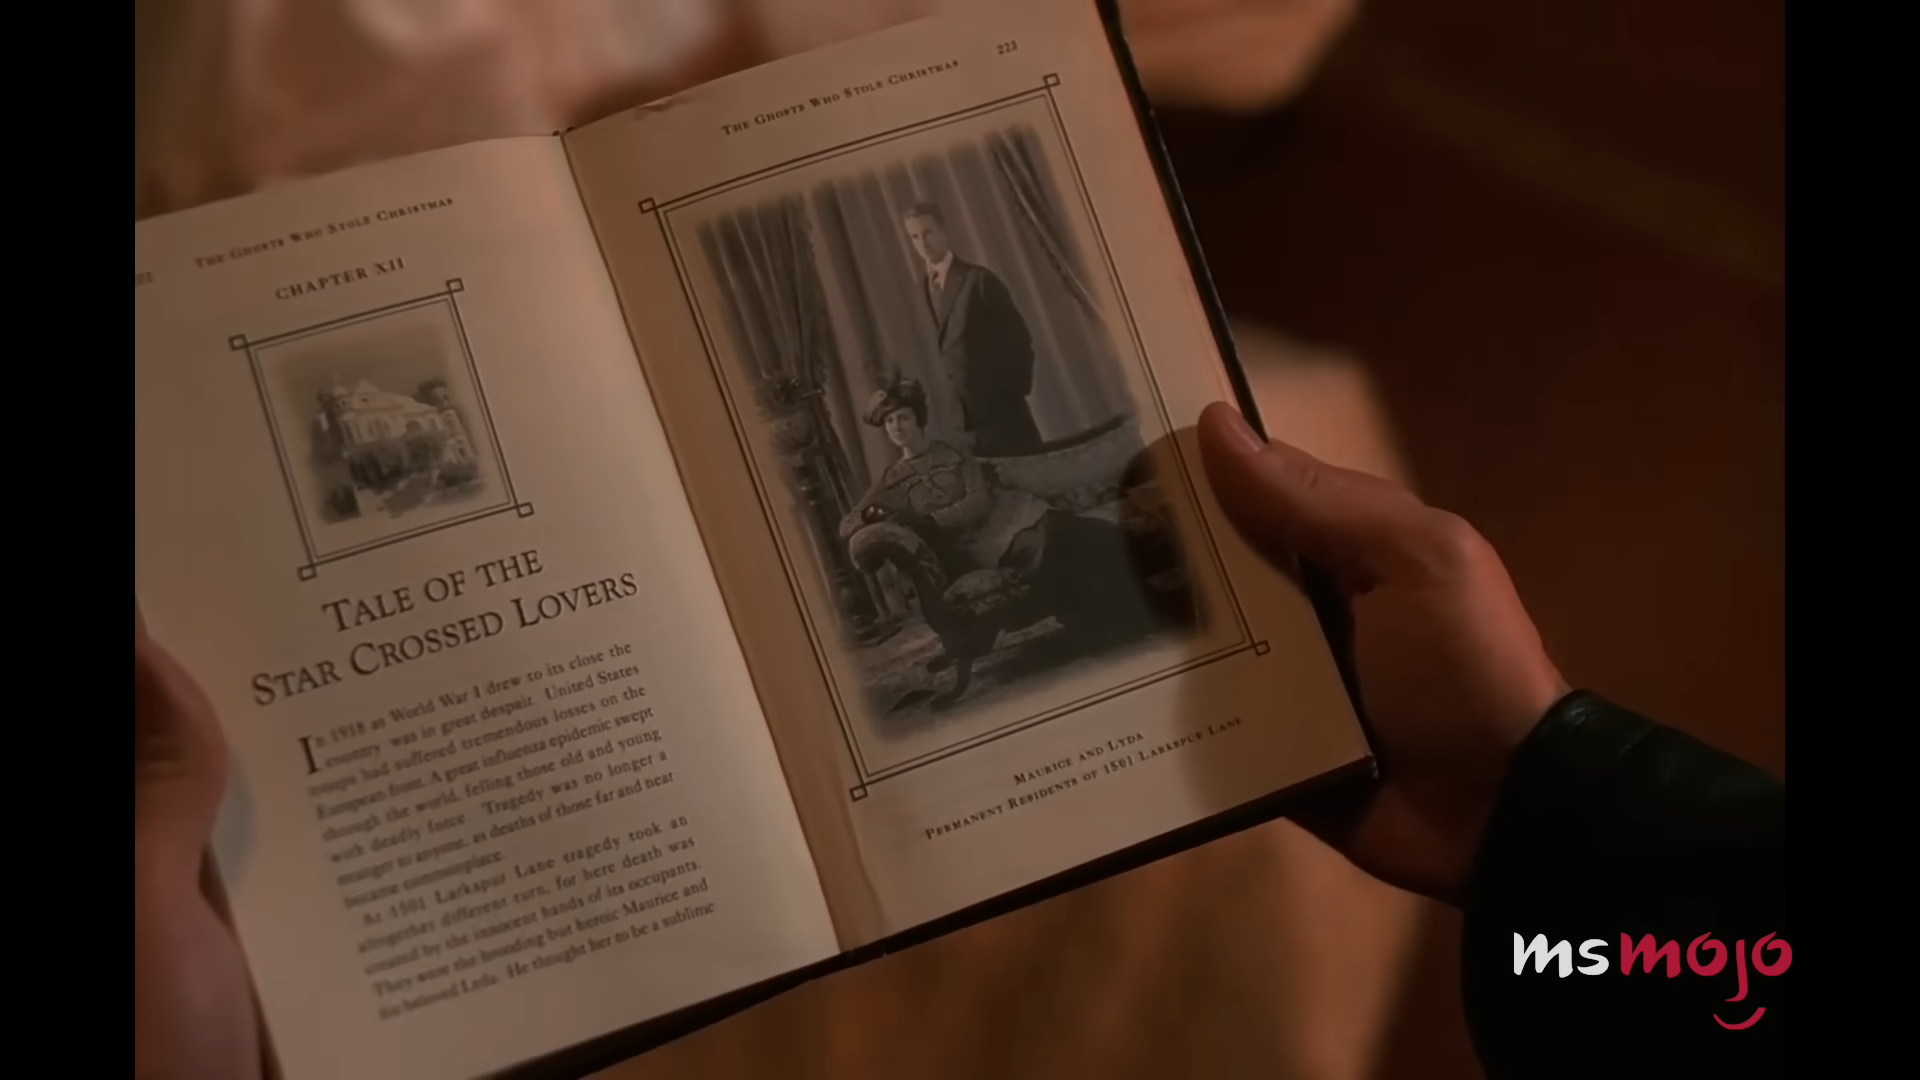 The Ghosts Who Stole Christmas
CHAPTER XII
TALE OF THE
STAR CROSSED LOVERS
In 1918 as World War I drew to its close the
country was in great despair. United States
troops had suffered tremendous losses on the
European front. A great influenza epidemic swept
through the world, felling those old and young
with deadly force. Tragedy was no longer a
stranger to anyone, as deaths of those far and near
became commonplace.
At 1501 Larkspur Lane tragedy took an
altogether different turn, for here death was
created by the innocent hands of its occupants.
They were the brooding but heroic Maurice and
his beloved Lyda. He thought her to be a sublime
The Ghosts Who Stole Christmas
223
Maurice and Lyda
Permanent Residents of 1501 Larkspur Lane
msmojo